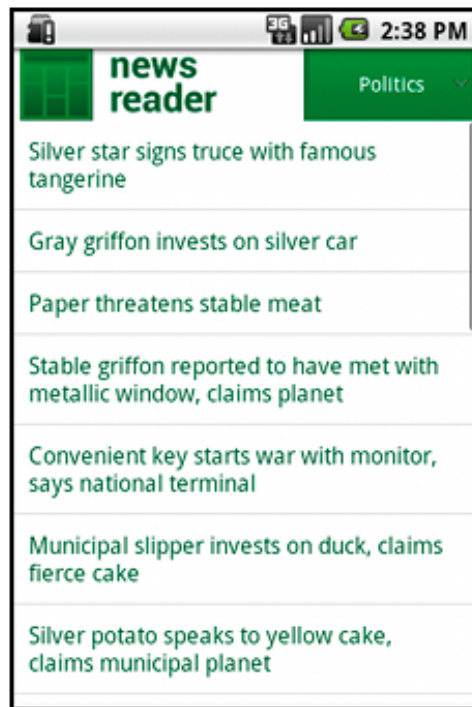 3G 2:38 PM
news
reader
Politics
Silver star signs truce with famous
tangerine
Gray griffon invests on silver car
Paper threatens stable meat
Stable griffon reported to have met with
metallic window, claims planet
Convenient key starts war with monitor,
says national terminal
Municipal slipper invests on duck, claims
fierce cake
Silver potato speaks to yellow cake,
claims municipal planet